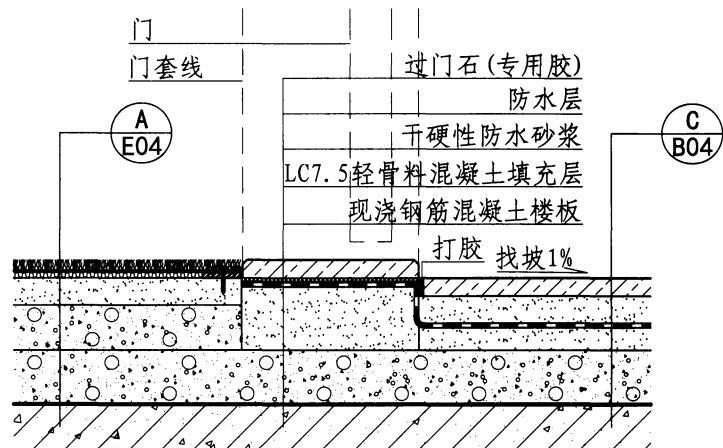 门
门套线
过门石(专用胶)
防水层
干硬性防水砂浆
LC7.5轻骨料混凝土填充层
现浇钢筋混凝土楼板
A
E04
C
B04
打胶
找坡1%